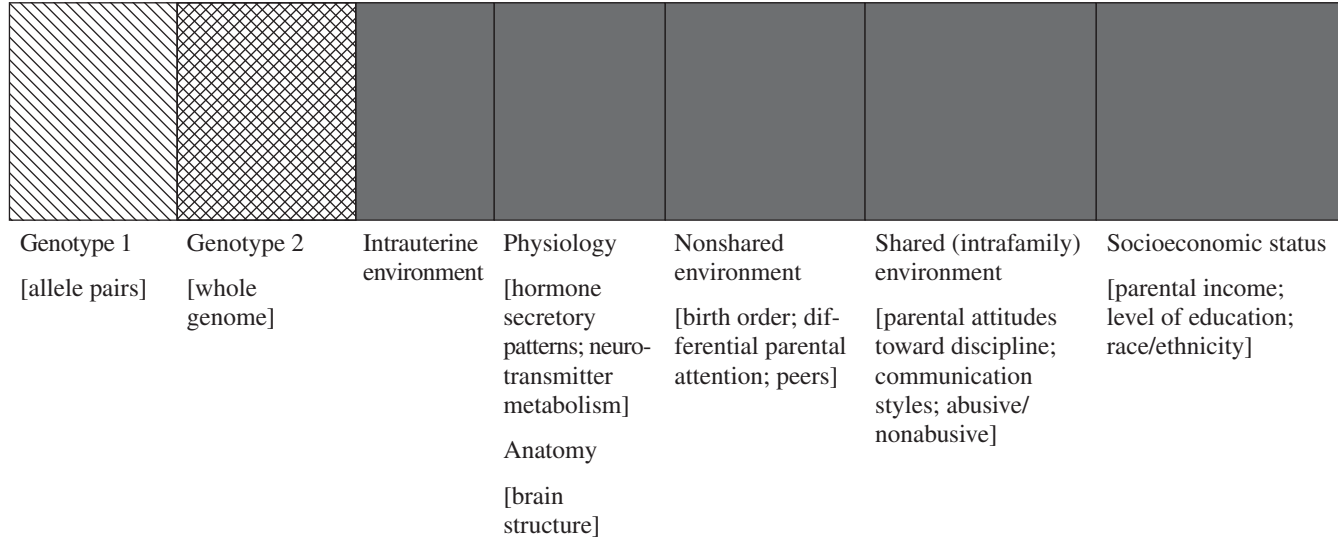 Genotype 1
[allele pairs]
Genotype 2
[whole
genome]
Intrauterine
environment
Physiology
[hormone
secretory
patterns; neuro-
transmitter
metabolism]
Anatomy
[brain
structure]
Nonshared
environment
[birth order; dif-
ferential parental
attention; peers]
Shared (intrafamily)
environment
[parental attitudes
toward discipline;
communication
styles; abusive/
nonabusive]
Socioeconomic status
[parental income;
level of education;
race/ethnicity]